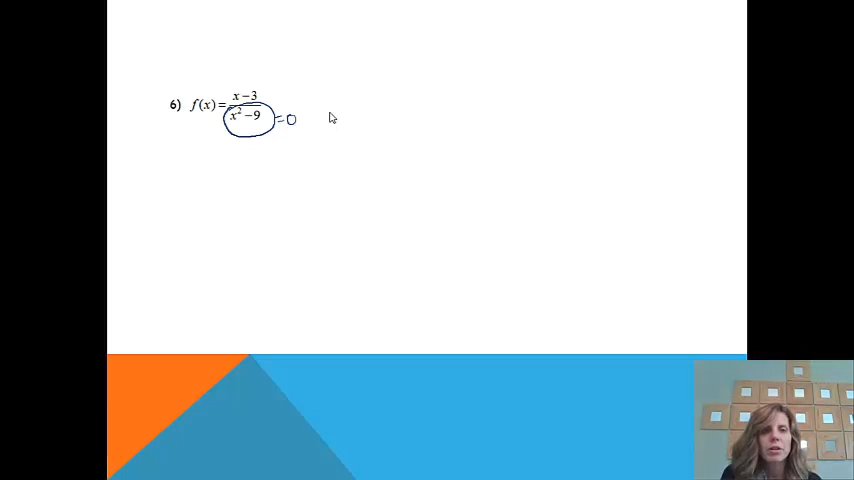 6) f(x) = x − 3 / x² − 9 = 0